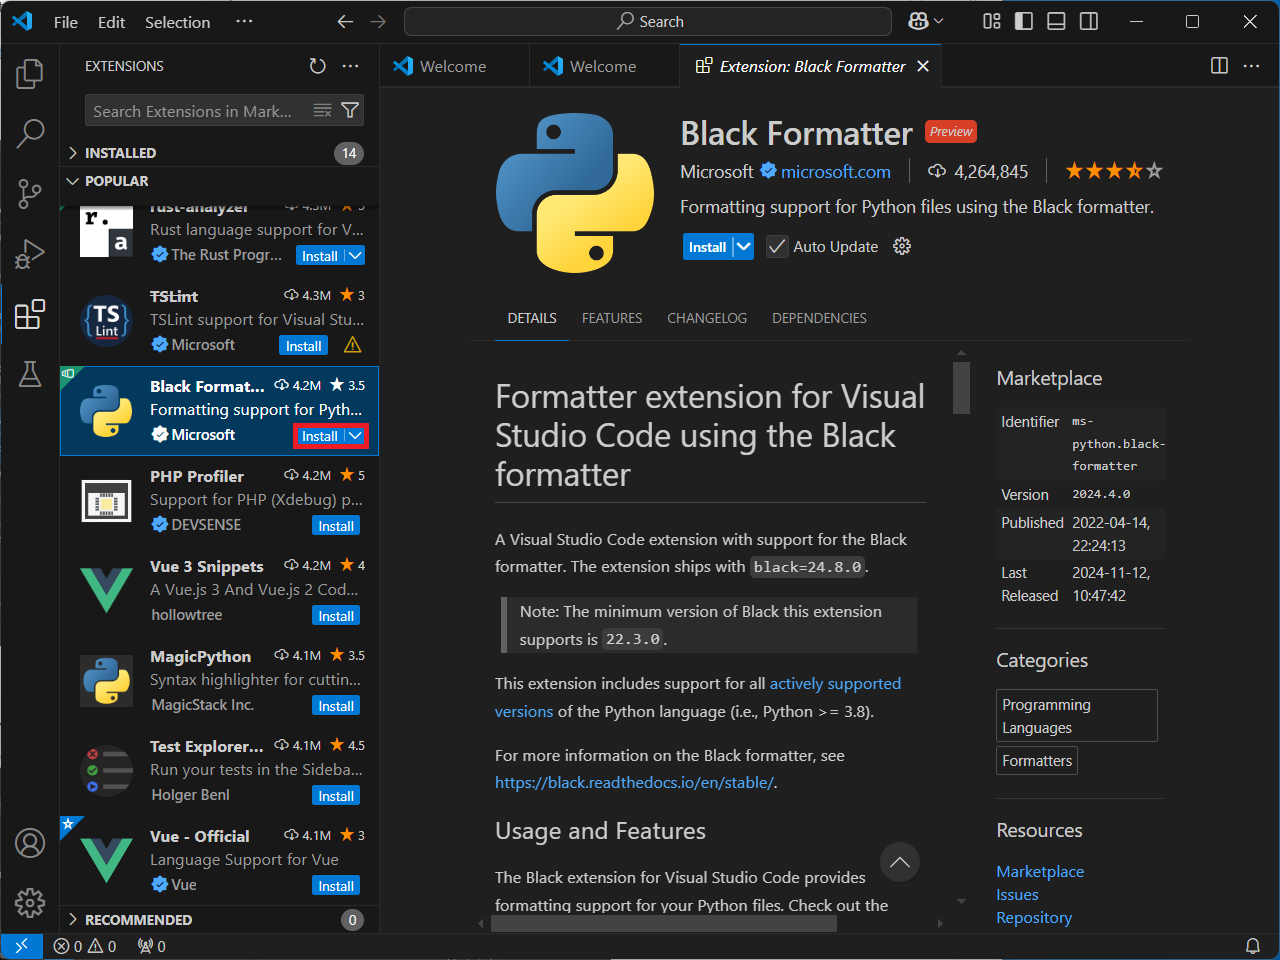 File Edit Selection ··· Search
EXTENSIONS
Welcome
Welcome
Extension: Black Formatter
Search Extensions in Mark...
INSTALLED 14
POPULAR
rust-analyzer 4.3M 5
Rust language support for V...
The Rust Progr... Install
r.
a
TSLint 4.3M 3
TSLint support for Visual Stu...
Microsoft Install
TS
Lint
Black Format... 4.2M 3.5
Formatting support for Pyth...
Microsoft Install
PHP Profiler 4.2M 5
Support for PHP (Xdebug) p...
DEVSENSE Install
Vue 3 Snippets 4.2M 4
A Vue.js 3 And Vue.js 2 Cod...
hollowtree Install
MagicPython 4.1M 3.5
Syntax highlighter for cuttin...
MagicStack Inc. Install
Test Explorer... 4.1M 4.5
Run your tests in the Sideba...
Holger Benl Install
Vue - Official 4.1M 3
Language Support for Vue
Vue Install
RECOMMENDED 0
Black Formatter Preview
Microsoft microsoft.com 4,264,845
Formatting support for Python files using the Black formatter.
Install Auto Update
DETAILS FEATURES CHANGELOG DEPENDENCIES
Formatter extension for Visual
Studio Code using the Black
formatter
A Visual Studio Code extension with support for the Black
formatter. The extension ships with black=24.8.0.
Note: The minimum version of Black this extension
supports is 22.3.0.
This extension includes support for all actively supported
versions of the Python language (i.e., Python >= 3.8).
For more information on the Black formatter, see
https://black.readthedocs.io/en/stable/.
Usage and Features
The Black extension for Visual Studio Code provides
formatting support for your Python files. Check out the
Marketplace
Identifier ms-
python.black-
formatter
Version 2024.4.0
Published 2022-04-14,
22:24:13
Last 2024-11-12,
Released 10:47:42
Categories
Programming
Languages
Formatters
Resources
Marketplace
Issues
Repository
0 0 0